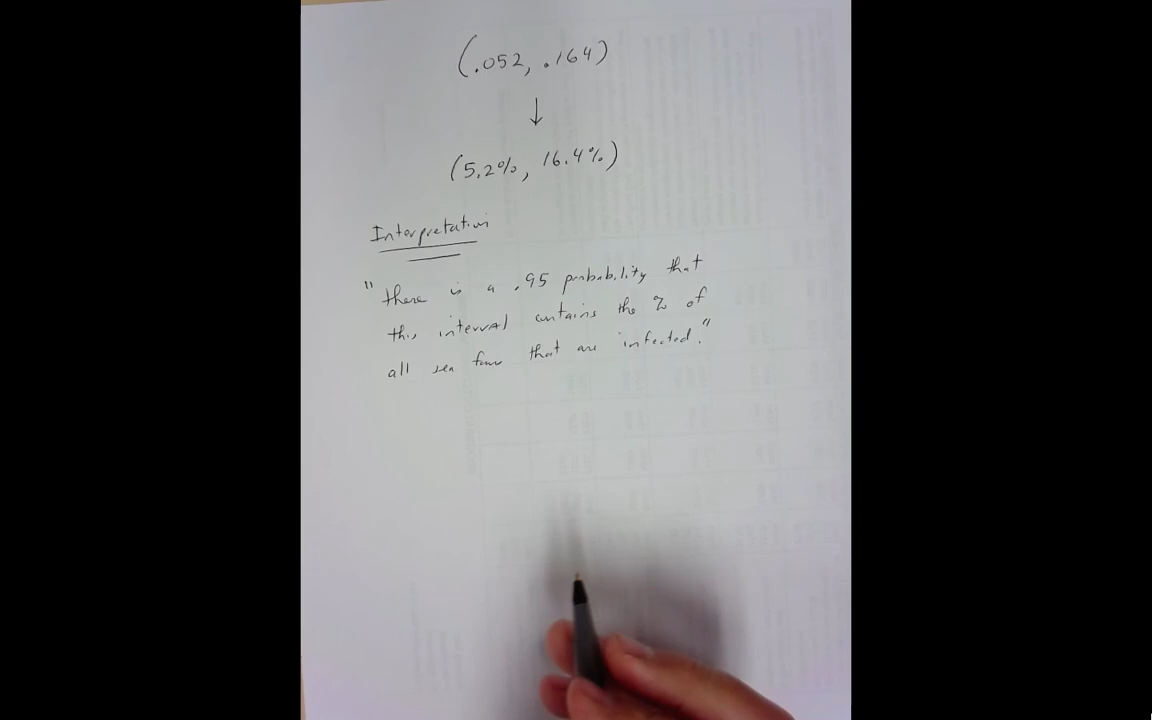 (.052, .164)
↓
(5.2%, 16.4%)
Interpretation
"there is a .95 probability that
this interval contains the % of
all sea fans that are infected."